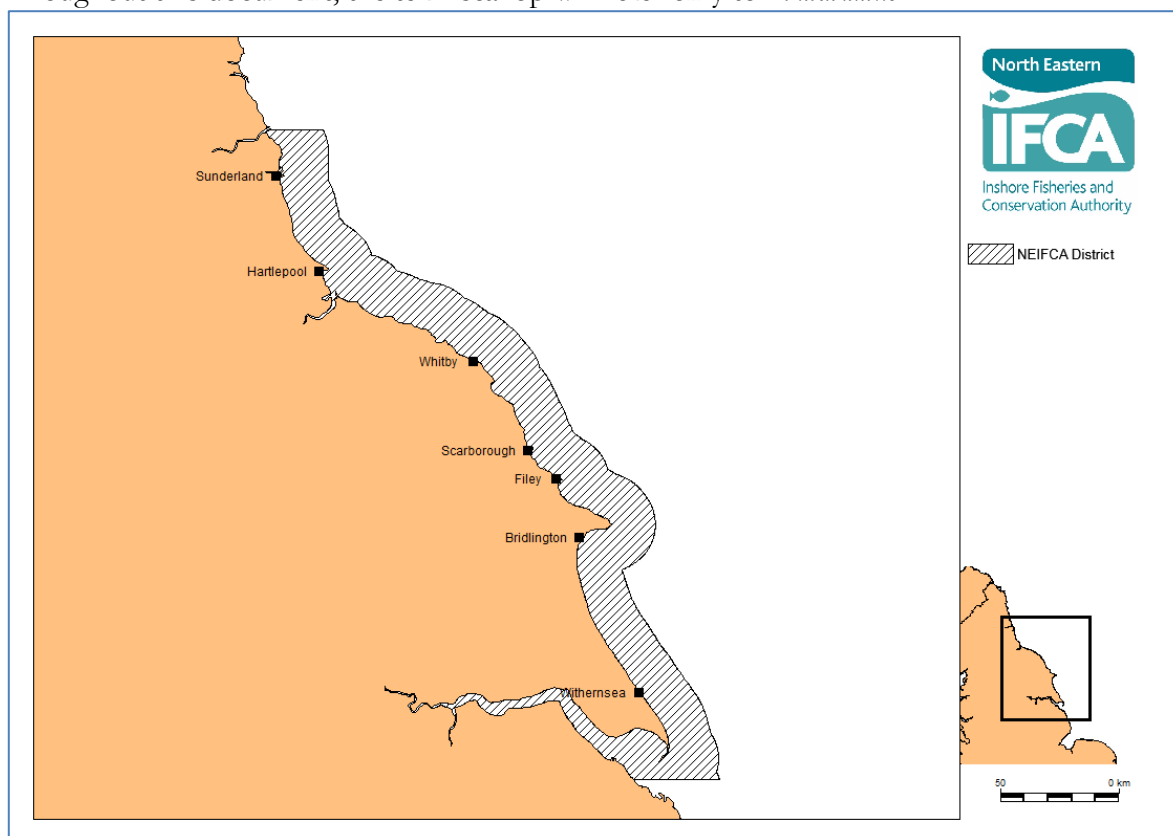 North Eastern
IFCA
Inshore Fisheries and
Conservation Authority
NEIFCA District
Sunderland
Hartlepool
Whitby
Scarborough
Filey
Bridlington
Withernsea
50 0 km